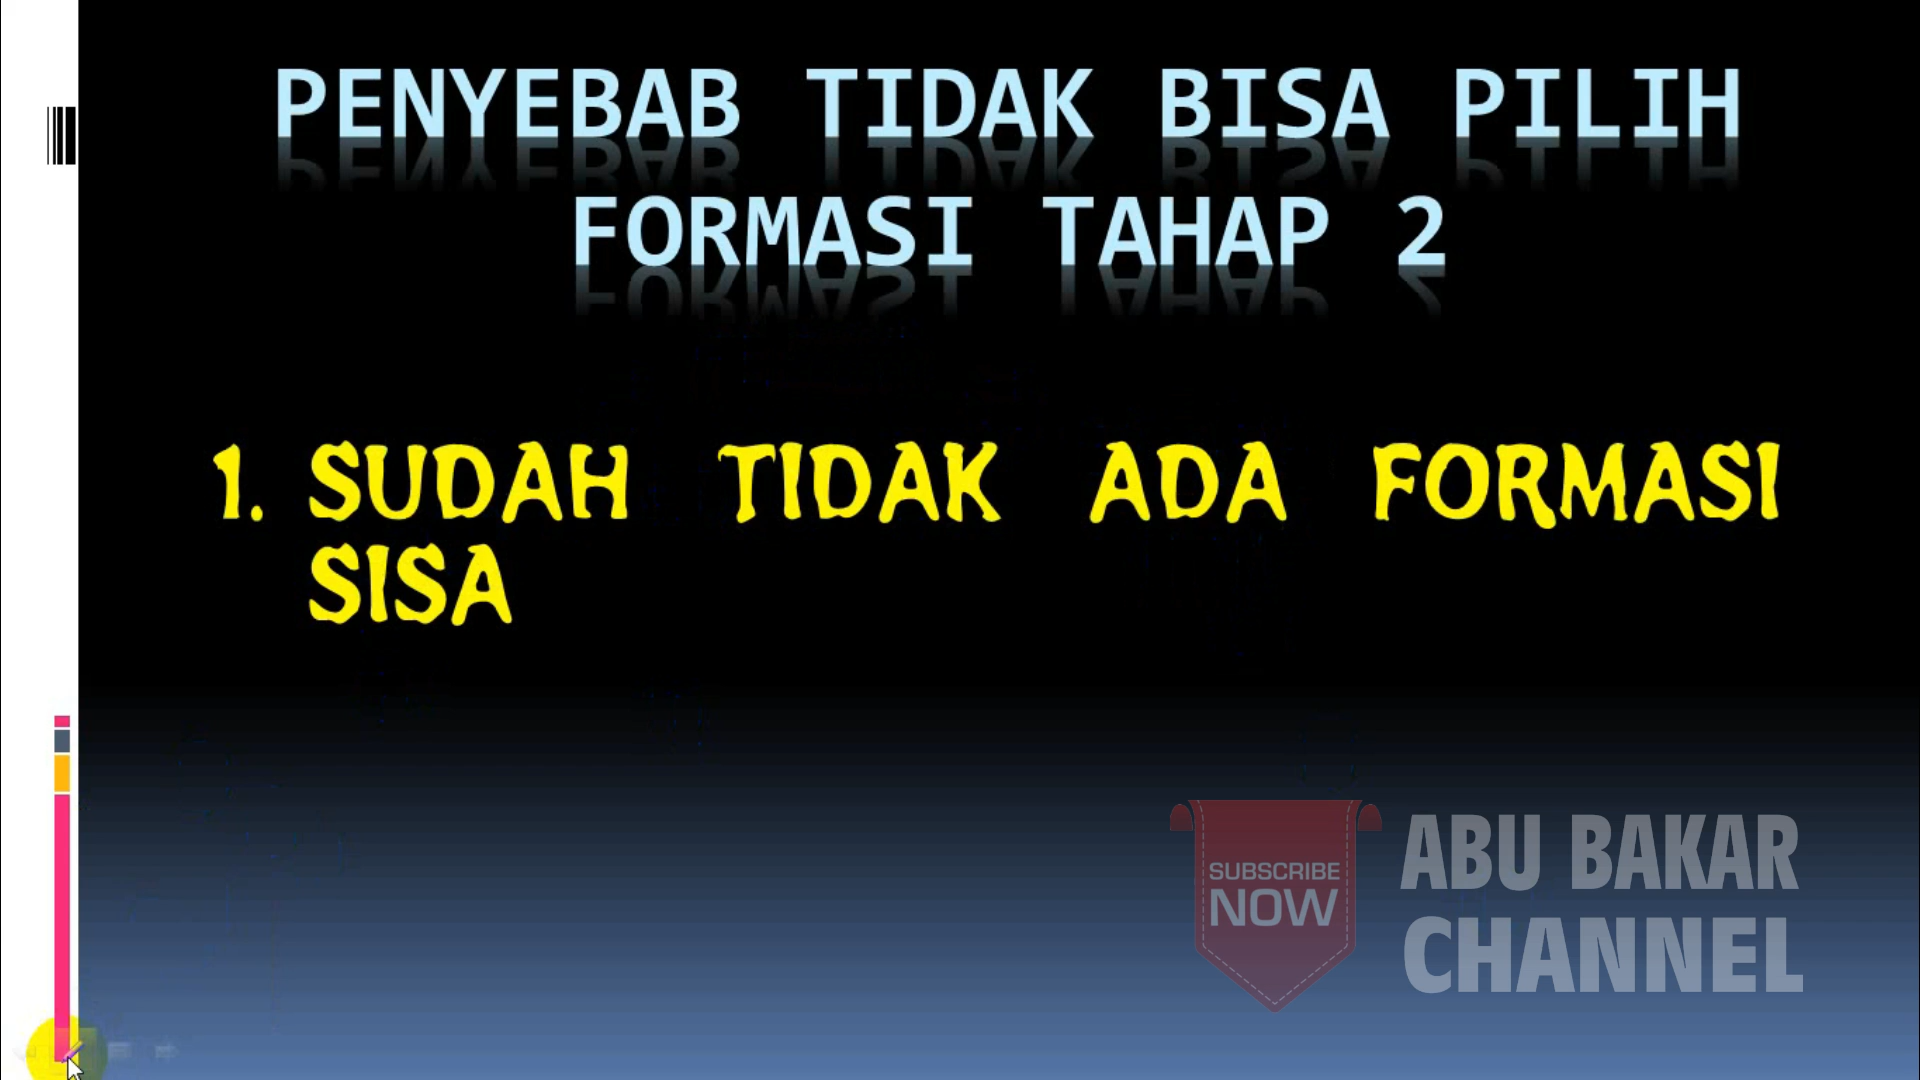 PENYEBAB TIDAK BISA PILIH
FORMASI TAHAP 2
1. SUDAH TIDAK ADA FORMASI
SISA
SUBSCRIBE
NOW
ABU BAKAR
CHANNEL